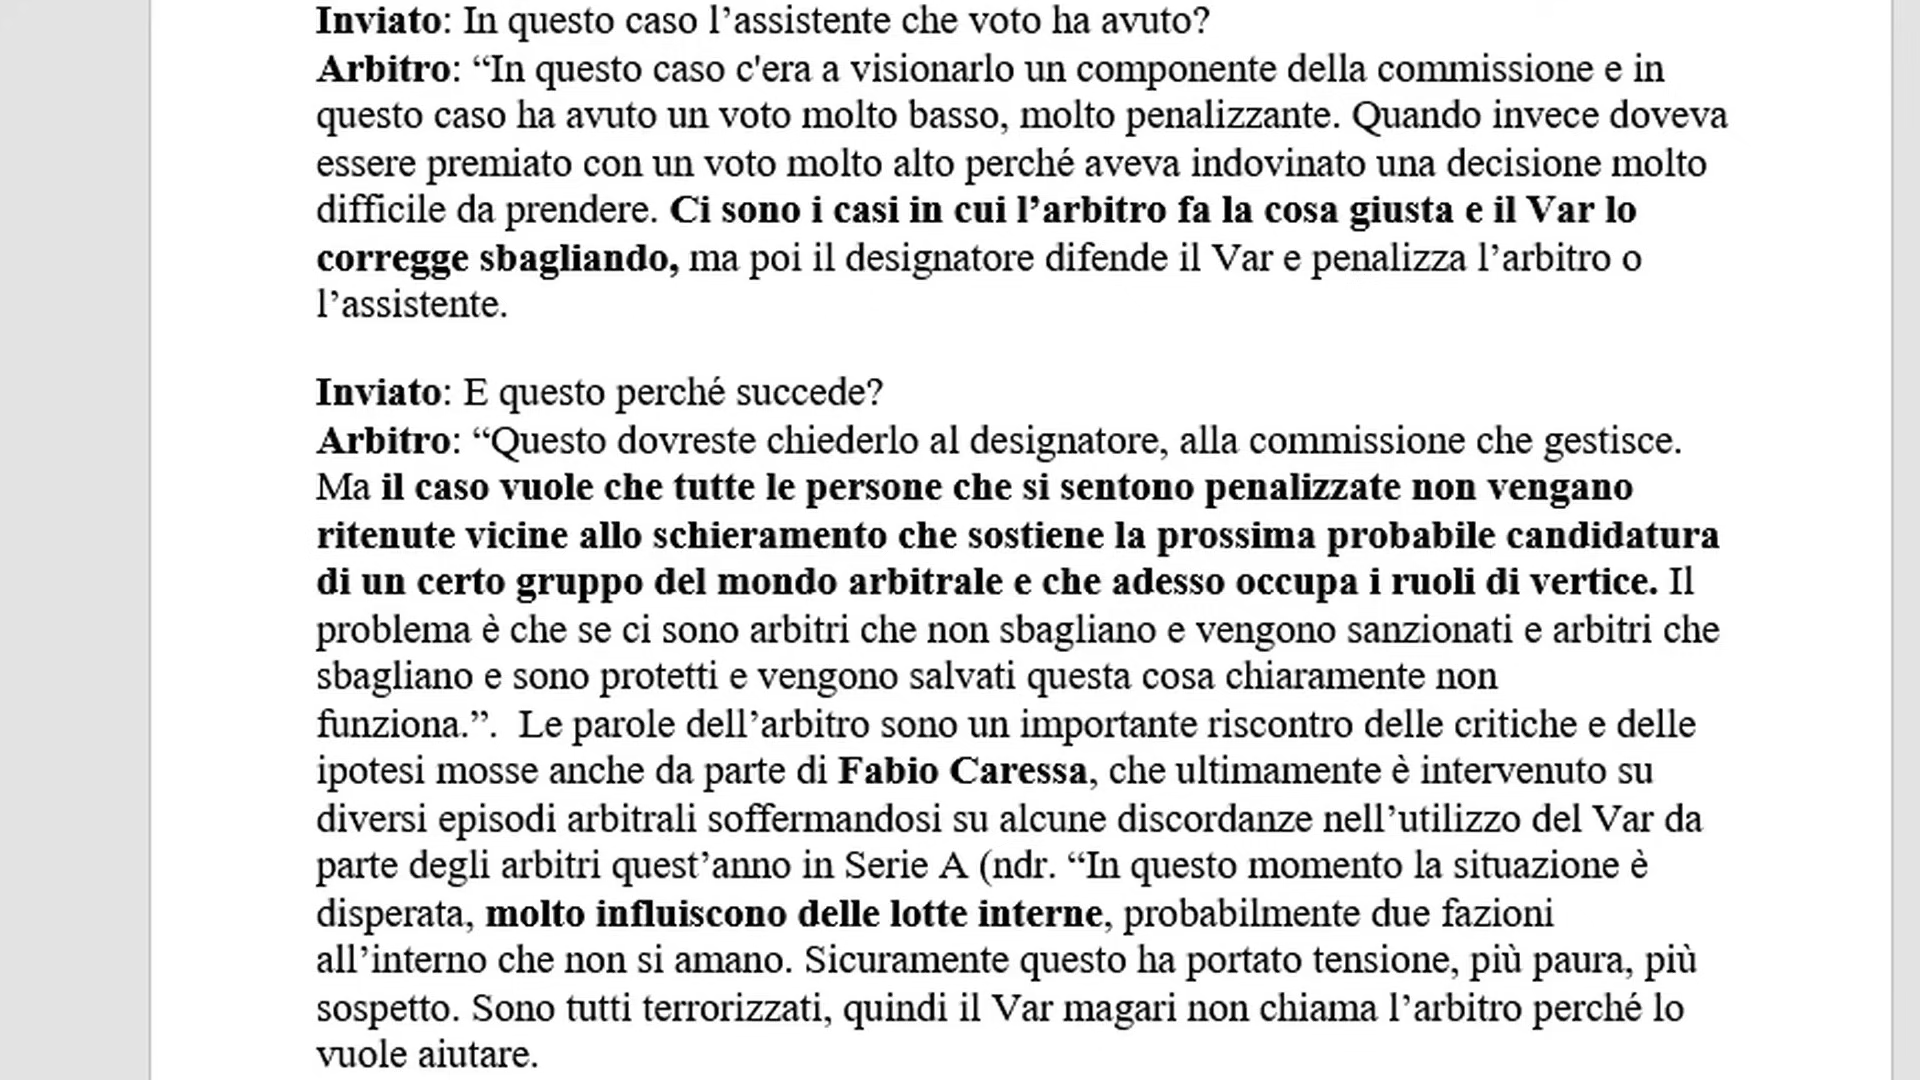 Inviato: In questo caso l’assistente che voto ha avuto?
Arbitro: “In questo caso c'era a visionarlo un componente della commissione e in
questo caso ha avuto un voto molto basso, molto penalizzante. Quando invece doveva
essere premiato con un voto molto alto perché aveva indovinato una decisione molto
difficile da prendere. Ci sono i casi in cui l’arbitro fa la cosa giusta e il Var lo
corregge sbagliando, ma poi il designatore difende il Var e penalizza l’arbitro o
l’assistente.
Inviato: E questo perché succede?
Arbitro: “Questo dovreste chiederlo al designatore, alla commissione che gestisce.
Ma il caso vuole che tutte le persone che si sentono penalizzate non vengano
ritenute vicine allo schieramento che sostiene la prossima probabile candidatura
di un certo gruppo del mondo arbitrale e che adesso occupa i ruoli di vertice. Il
problema è che se ci sono arbitri che non sbagliano e vengono sanzionati e arbitri che
sbagliano e sono protetti e vengono salvati questa cosa chiaramente non
funziona.”.  Le parole dell’arbitro sono un importante riscontro delle critiche e delle
ipotesi mosse anche da parte di Fabio Caressa, che ultimamente è intervenuto su
diversi episodi arbitrali soffermandosi su alcune discordanze nell’utilizzo del Var da
parte degli arbitri quest’anno in Serie A (ndr. “In questo momento la situazione è
disperata, molto influiscono delle lotte interne, probabilmente due fazioni
all’interno che non si amano. Sicuramente questo ha portato tensione, più paura, più
sospetto. Sono tutti terrorizzati, quindi il Var magari non chiama l’arbitro perché lo
vuole aiutare.